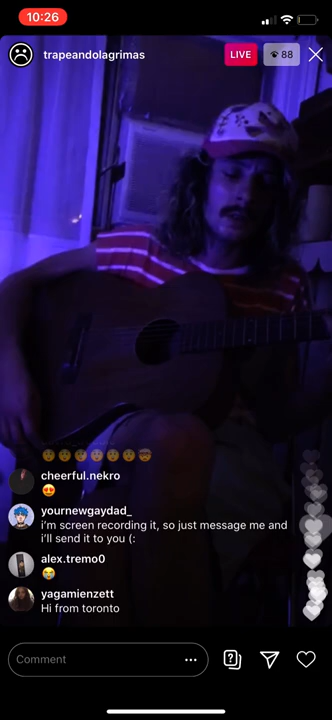 10:26
trapeandolagrimas
LIVE
88
cheerful.nekro
yournewgaydad_
i'm screen recording it, so just message me and
i'll send it to you (:
alex.tremo0
yagamienzett
Hi from toronto
Comment